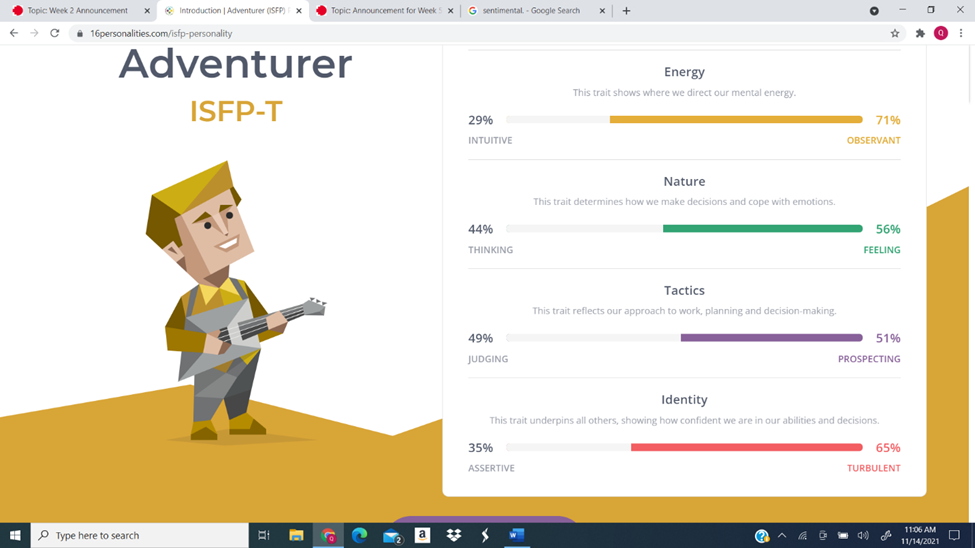 Topic: Week 2 Announcement
Introduction | Adventurer (ISFP)
Topic: Announcement for Week
sentimental. - Google Search
16personalities.com/isfp-personality
Q
Adventurer
ISFP-T
Energy
This trait shows where we direct our mental energy.
29% 71%
INTUITIVE OBSERVANT
Nature
This trait determines how we make decisions and cope with emotions.
44% 56%
THINKING FEELING
Tactics
This trait reflects our approach to work, planning and decision-making.
49% 51%
JUDGING PROSPECTING
Identity
This trait underpins all others, showing how confident we are in our abilities and decisions.
35% 65%
ASSERTIVE TURBULENT
Type here to search
2
11:06 AM
11/14/2021